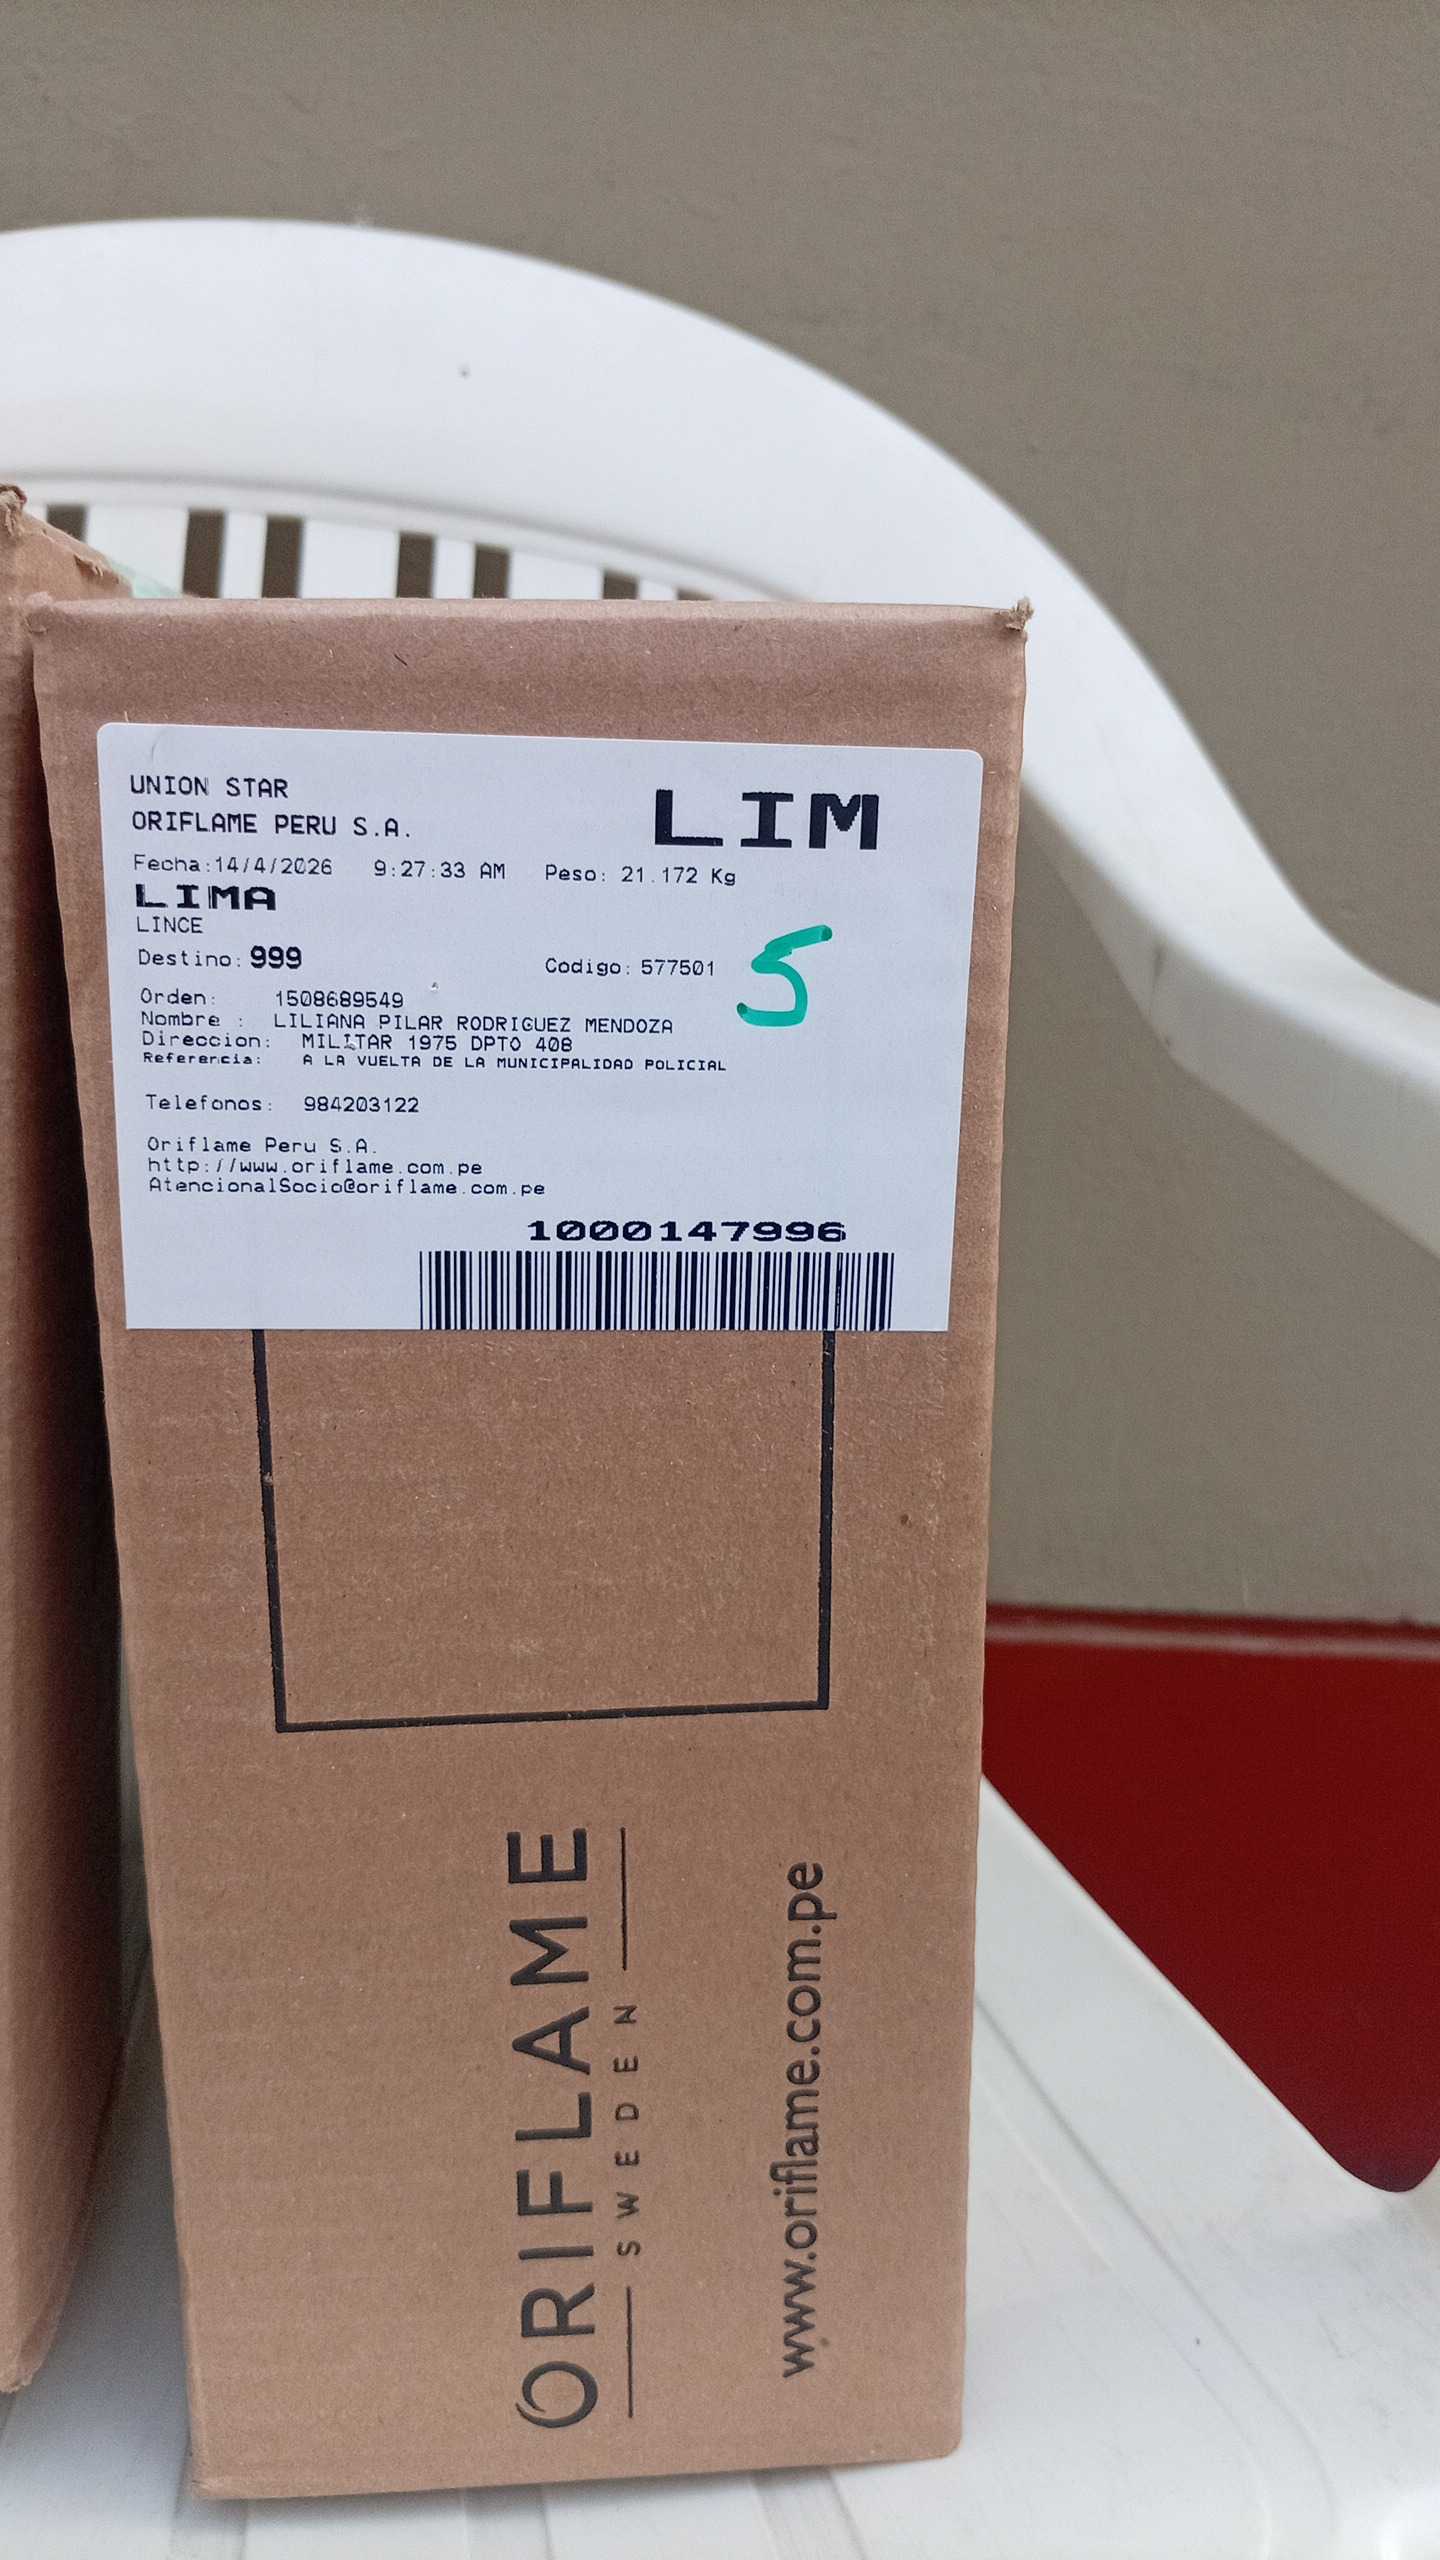 UNION STAR
ORIFLAME PERU S.A.
LIM
Fecha:14/4/2026 9:27:33 AM Peso: 21.172 Kg
LIMA
LINCE
Destino: 999 Codigo: 577501
5
Orden: 1508689549
Nombre : LILIANA PILAR RODRIGUEZ MENDOZA
Direccion: MILITAR 1975 DPTO 408
Referencia: A LA VUELTA DE LA MUNICIPALIDAD POLICIAL
Telefonos: 984203122
Oriflame Peru S.A.
http://www.oriflame.com.pe
AtencionalSocio@oriflame.com.pe
1000147996
ORIFLAME
SWEDEN
www.oriflame.com.pe